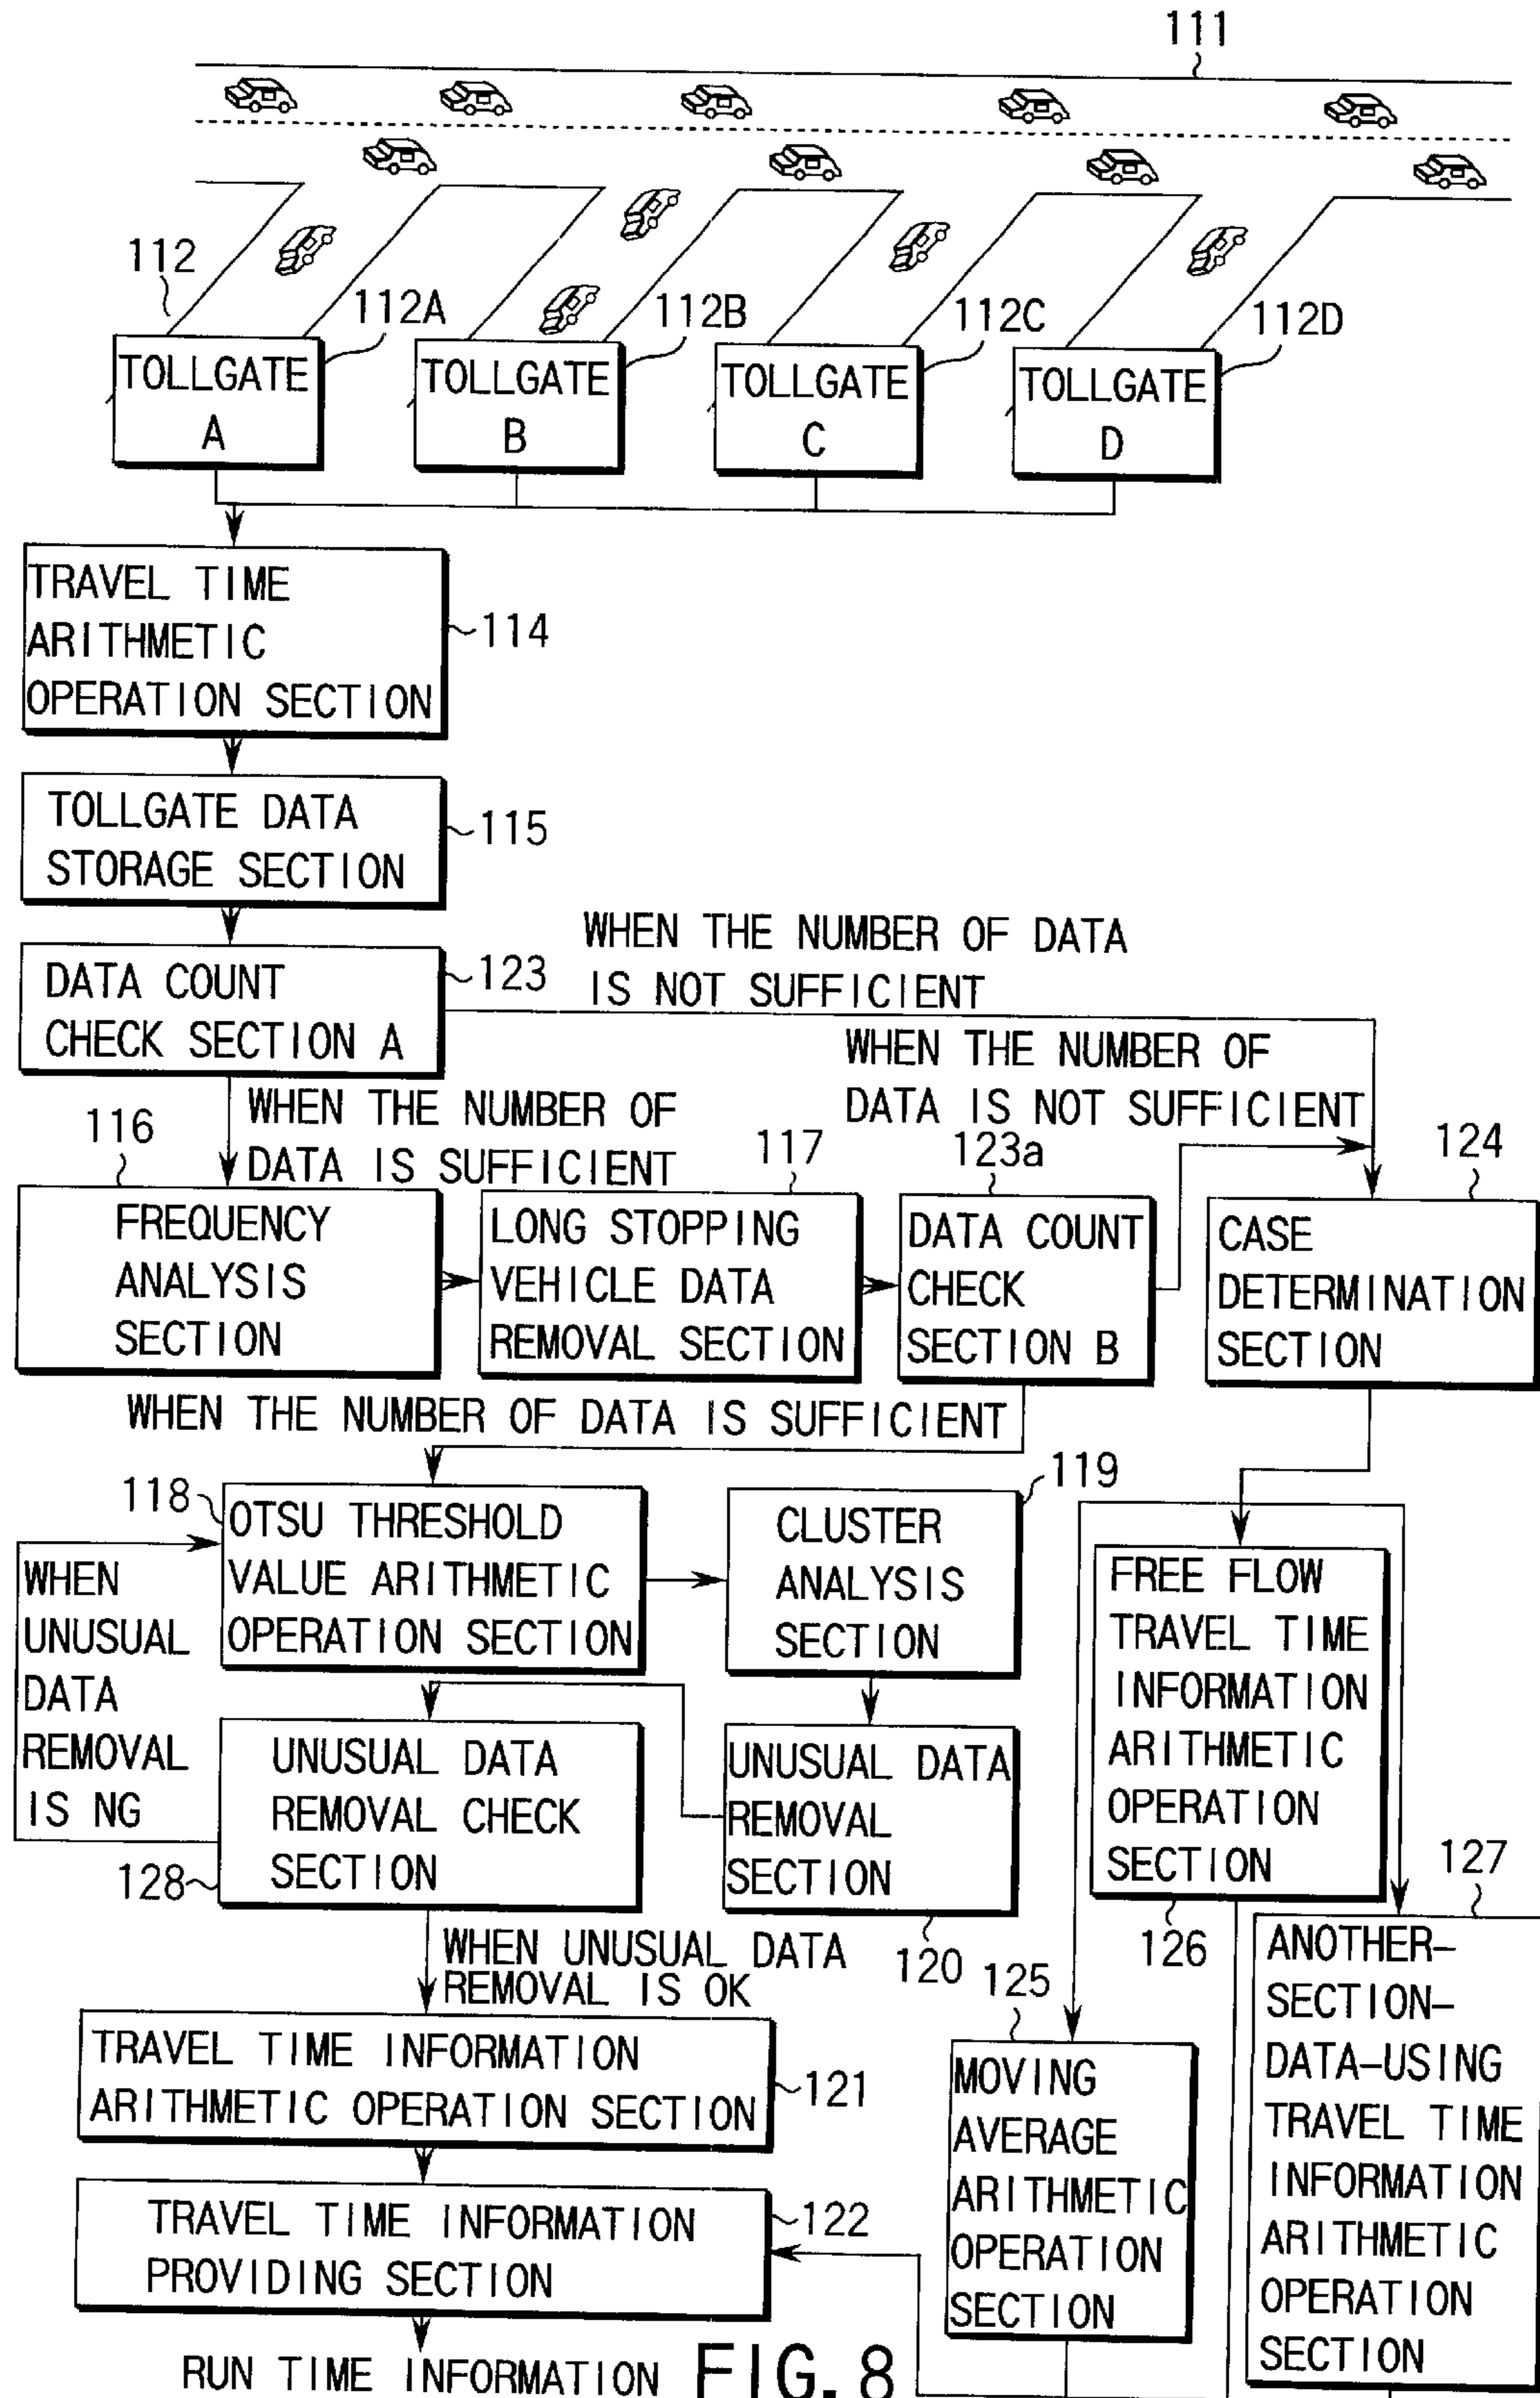 111
112
112A
112B
112C
112D
TOLLGATE
A
TOLLGATE
B
TOLLGATE
C
TOLLGATE
D
TRAVEL TIME
ARITHMETIC
OPERATION SECTION
114
TOLLGATE DATA
STORAGE SECTION
115
DATA COUNT
CHECK SECTION A
123
WHEN THE NUMBER OF DATA
IS NOT SUFFICIENT
WHEN THE NUMBER OF
DATA IS NOT SUFFICIENT
WHEN THE NUMBER OF
DATA IS SUFFICIENT
116
FREQUENCY
ANALYSIS
SECTION
117
LONG STOPPING
VEHICLE DATA
REMOVAL SECTION
123a
DATA COUNT
CHECK
SECTION B
124
CASE
DETERMINATION
SECTION
WHEN THE NUMBER OF DATA IS SUFFICIENT
118
OTSU THRESHOLD
VALUE ARITHMETIC
OPERATION SECTION
119
CLUSTER
ANALYSIS
SECTION
WHEN
UNUSUAL
DATA
REMOVAL
IS NG
UNUSUAL DATA
REMOVAL CHECK
SECTION
128
UNUSUAL DATA
REMOVAL
SECTION
120
FREE FLOW
TRAVEL TIME
INFORMATION
ARITHMETIC
OPERATION
SECTION
126
127
ANOTHER-
SECTION-
DATA-USING
TRAVEL TIME
INFORMATION
ARITHMETIC
OPERATION
SECTION
WHEN UNUSUAL DATA
REMOVAL IS OK
125
MOVING
AVERAGE
ARITHMETIC
OPERATION
SECTION
TRAVEL TIME INFORMATION
ARITHMETIC OPERATION SECTION
121
TRAVEL TIME INFORMATION
PROVIDING SECTION
122
RUN TIME INFORMATION
FIG. 8